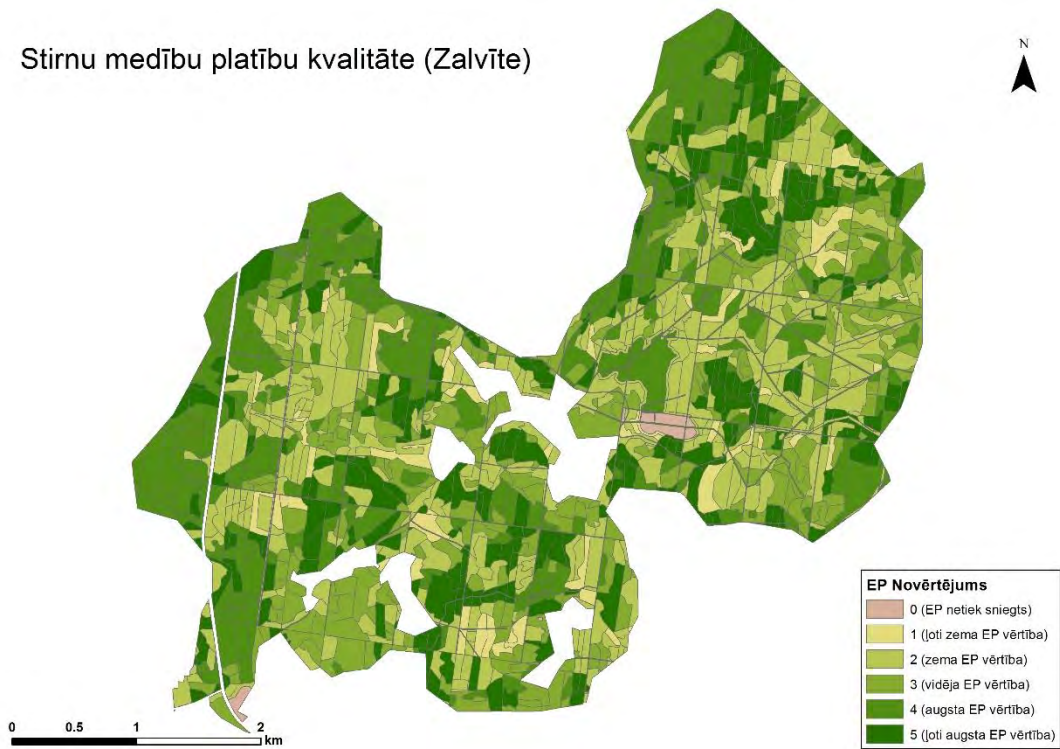 Stirnu medību platību kvalitāte (Zalvīte)
N
EP Novērtējums
0 (EP netiek sniegts)
1 (ļoti zema EP vērtība)
2 (zema EP vērtība)
3 (vidēja EP vērtība)
4 (augsta EP vērtība)
5 (ļoti augsta EP vērtība)
0 0.5 1 2
km